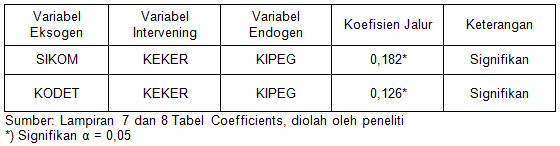 Variabel Eksogen | Variabel Intervening | Variabel Endogen | Koefisien Jalur | Keterangan
SIKOM | KEKER | KIPEG | 0,182* | Signifikan
KODET | KEKER | KIPEG | 0,126* | Signifikan
Sumber: Lampiran 7 dan 8 Tabel Coefficients, diolah oleh peneliti
*) Signifikan α = 0,05